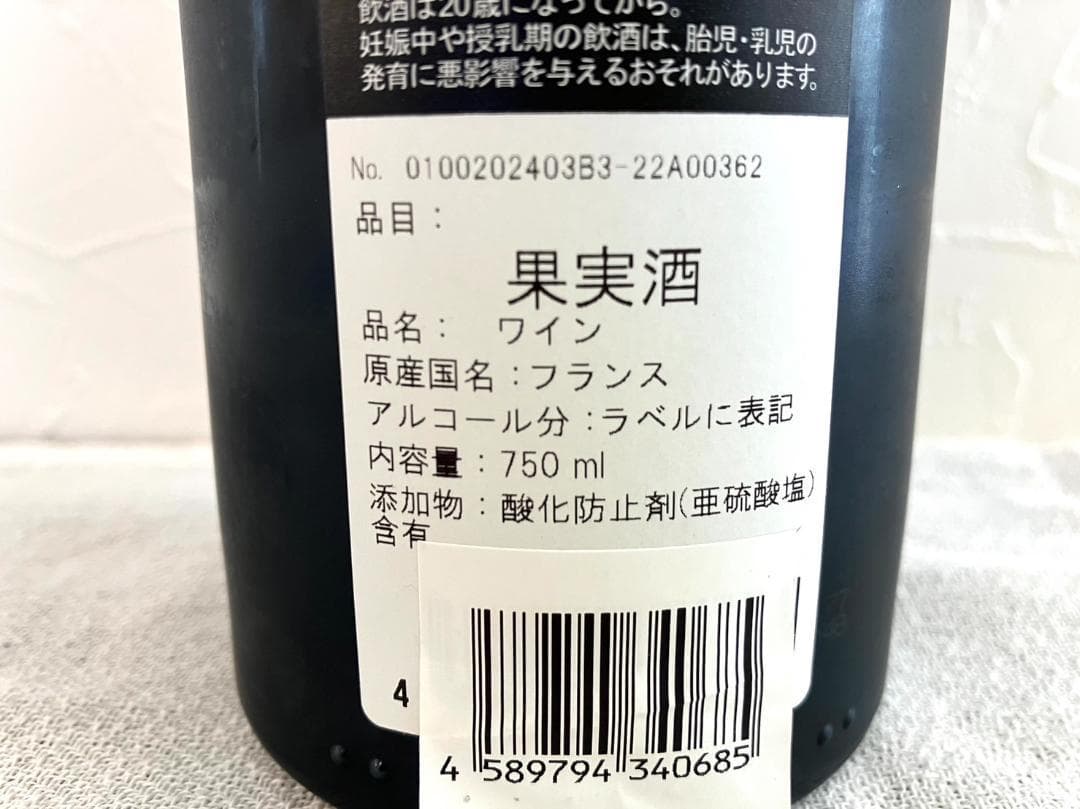 飲酒は20歳になってから。
妊娠中や授乳期の飲酒は、胎児・乳児の
発育に悪影響を与えるおそれがあります。
No. 0100202403B3-22A00362
品目：
果実酒
品名： ワイン
原産国名：フランス
アルコール分：ラベルに表記
内容量：750 ml
添加物：酸化防止剤(亜硫酸塩)
含有
4
4 589794 340685